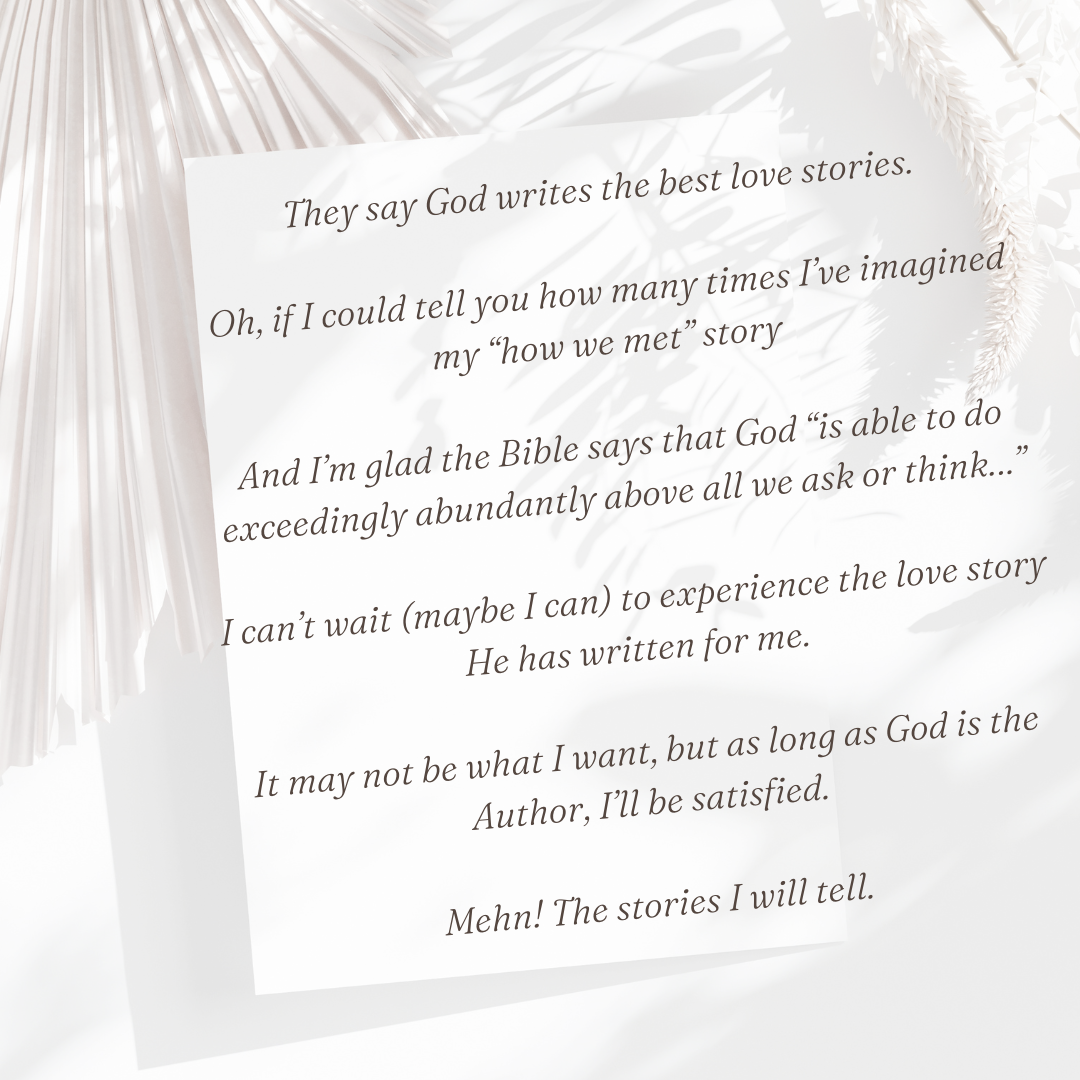 They say God writes the best love stories.
Oh, if I could tell you how many times I’ve imagined
my “how we met” story
And I’m glad the Bible says that God “is able to do
exceedingly abundantly above all we ask or think...”
I can’t wait (maybe I can) to experience the love story
He has written for me.
It may not be what I want, but as long as God is the
Author, I’ll be satisfied.
Mehn! The stories I will tell.